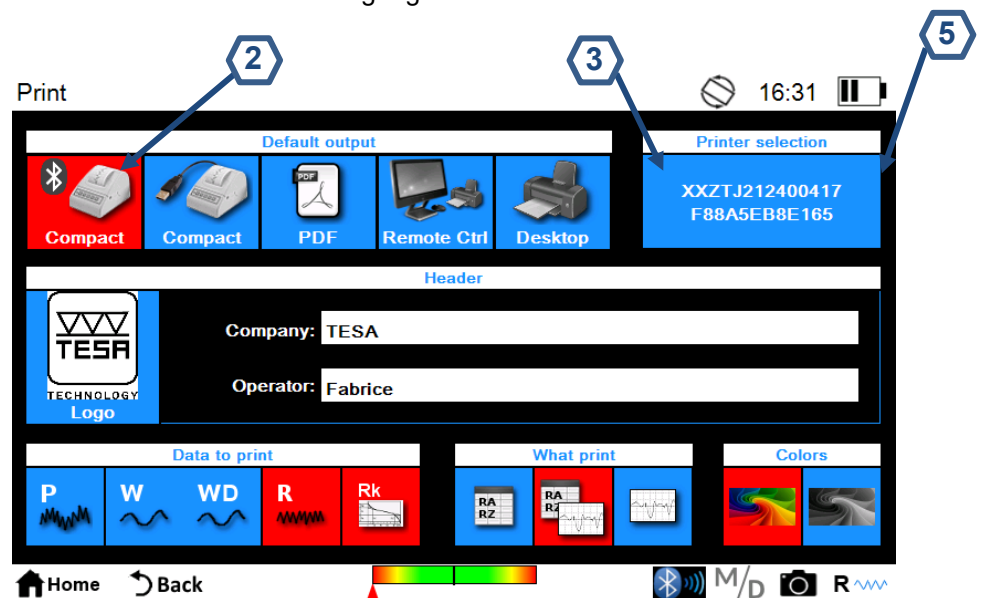 2
3
5
Print
16:31
Default output
Printer selection
Compact
Compact
PDF
PDF
Remote Ctrl
Desktop
XXZTJ212400417
F88A5EB8E165
Header
TESA
TECHNOLOGY
Logo
Company: TESA
Operator: Fabrice
Data to print
What print
Colors
P
W
WD
R
Rk
RA
RZ
RA
RZ
Home
Back
M/D
R